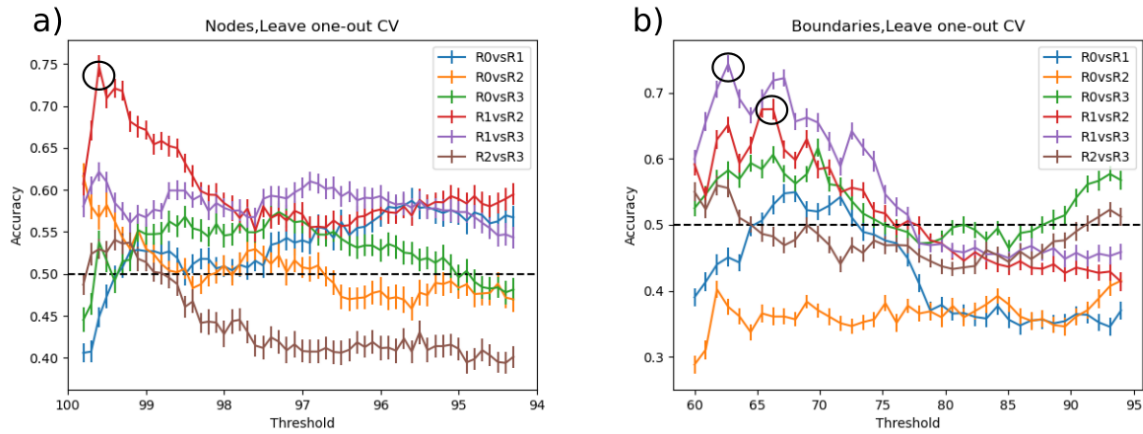 a)
Nodes,Leave one-out CV
R0vsR1
R0vsR2
R0vsR3
R1vsR2
R1vsR3
R2vsR3
0.75
0.70
0.65
0.60
0.55
0.50
0.45
0.40
Accuracy
100
99
98
97
96
95
94
Threshold
b)
Boundaries,Leave one-out CV
R0vsR1
R0vsR2
R0vsR3
R1vsR2
R1vsR3
R2vsR3
0.7
0.6
0.5
0.4
0.3
Accuracy
60
65
70
75
80
85
90
95
Threshold